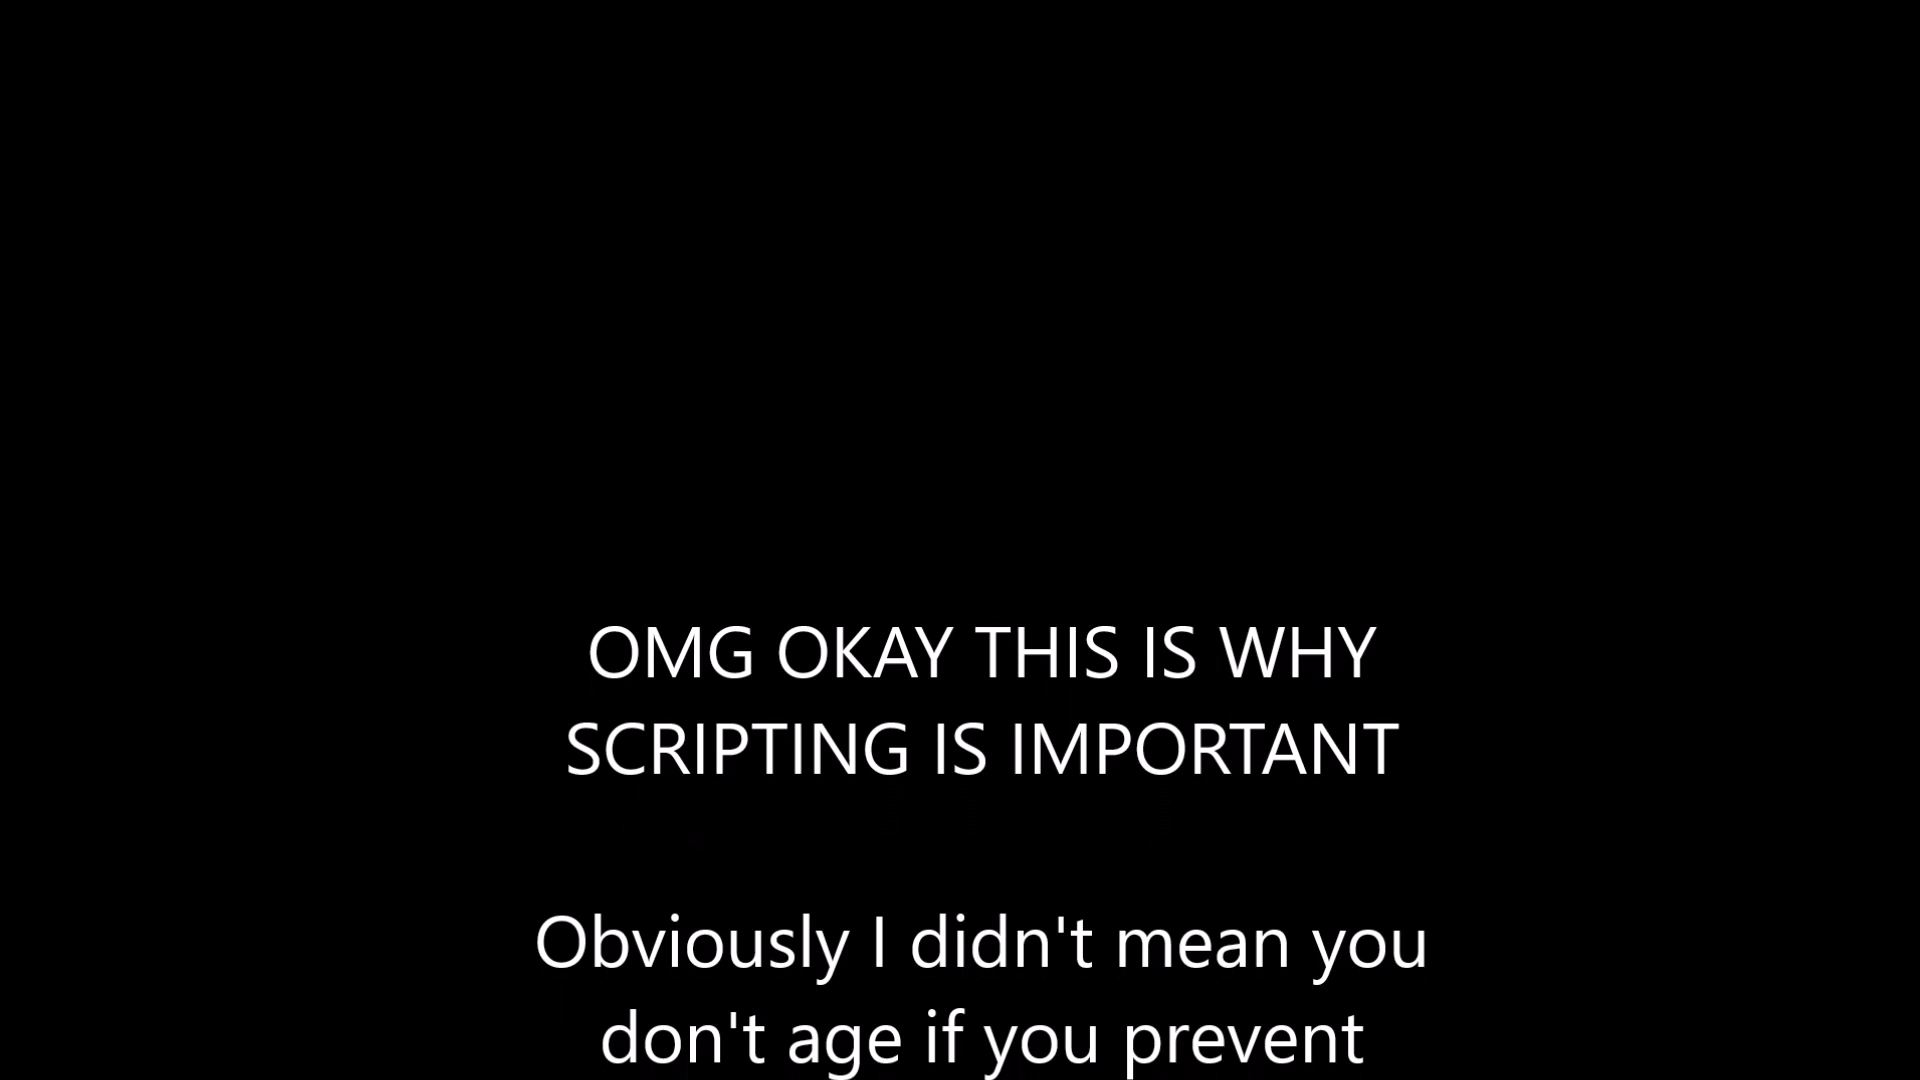 OMG OKAY THIS IS WHY
SCRIPTING IS IMPORTANT
Obviously I didn't mean you
don't age if you prevent